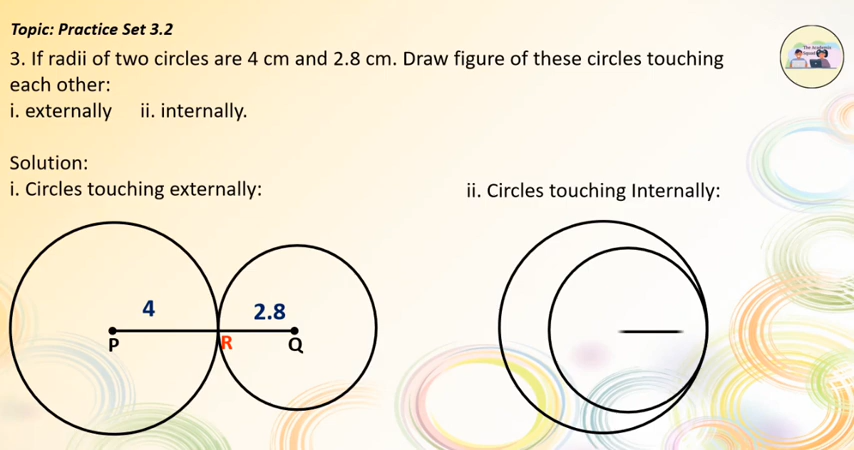 Topic: Practice Set 3.2
3. If radii of two circles are 4 cm and 2.8 cm. Draw figure of these circles touching
each other:
i. externally ii. internally.
Solution:
i. Circles touching externally:
ii. Circles touching Internally:
4
2.8
P
R
Q
The Academic